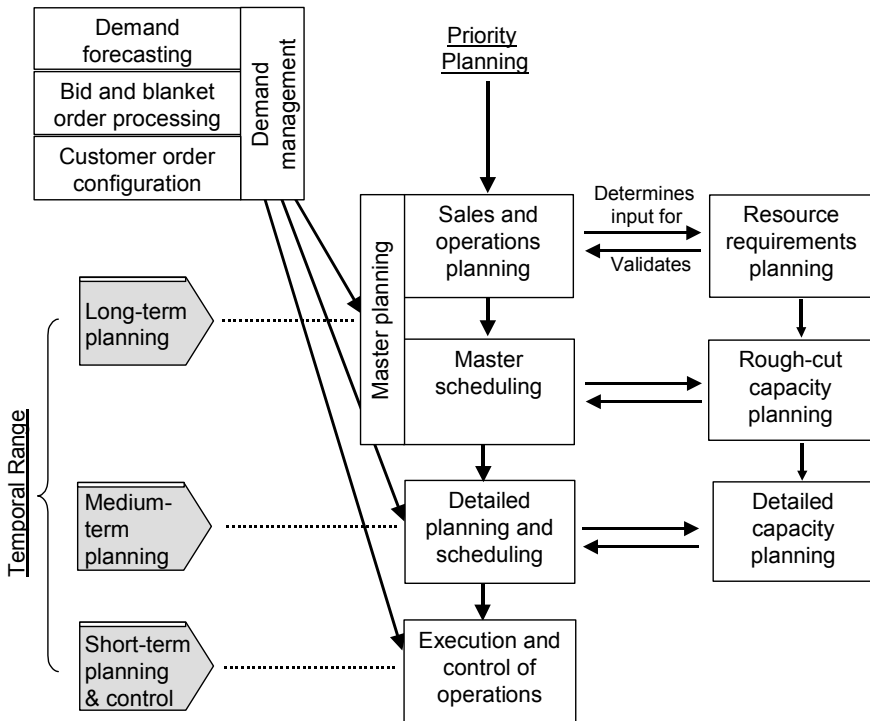 Demand
forecasting
Bid and blanket
order processing
Customer order
configuration
Demand
management
Priority
Planning
Master planning
Sales and
operations
planning
Determines
input for
Validates
Resource
requirements
planning
Long-term
planning
Master
scheduling
Rough-cut
capacity
planning
Temporal Range
Medium-
term
planning
Detailed
planning and
scheduling
Detailed
capacity
planning
Short-term
planning
& control
Execution and
control of
operations